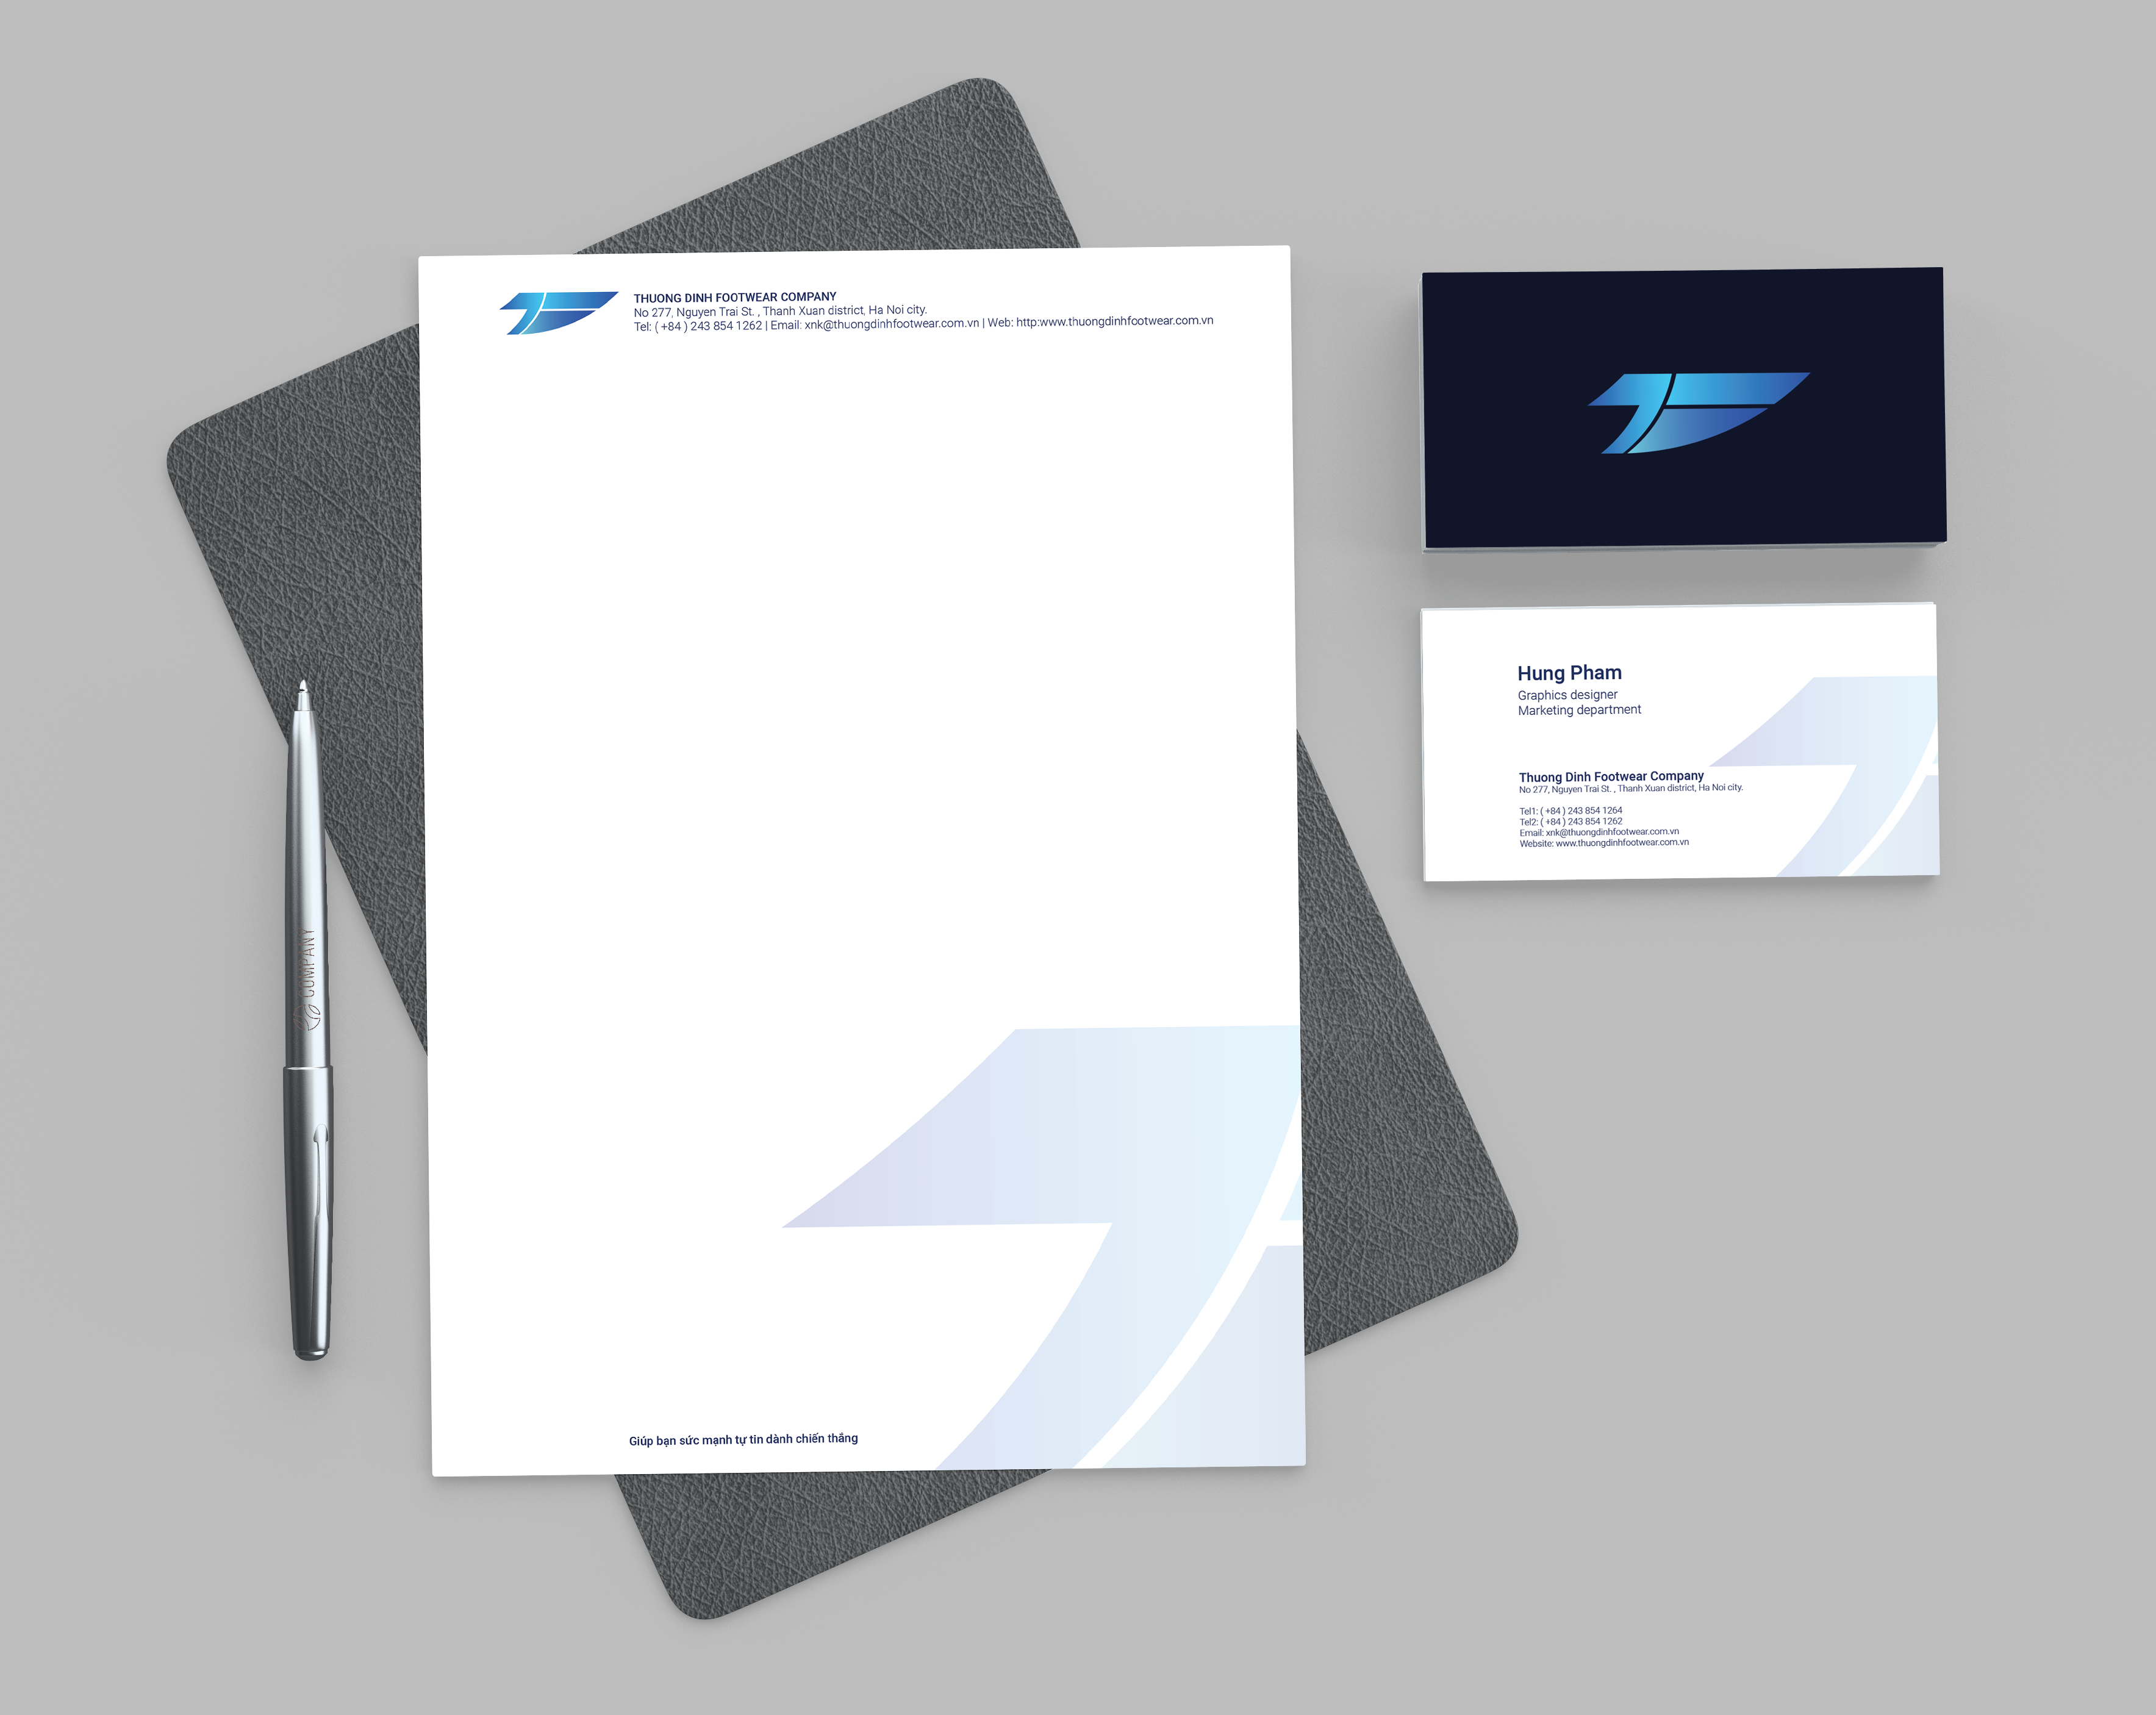 THUONG DINH FOOTWEAR COMPANY
No 277, Nguyen Trai St. , Thanh Xuan district, Ha Noi city.
Tel: ( +84 ) 243 854 1262 | Email: xnk@thuongdinhfootwear.com.vn | Web: http:www.thuongdinhfootwear.com.vn
Giúp bạn sức mạnh tự tin dành chiến thắng
COMPANY
Hung Pham
Graphics designer
Marketing department
Thuong Dinh Footwear Company
No 277, Nguyen Trai St. , Thanh Xuan district, Ha Noi city.
Tel1: ( +84 ) 243 854 1264
Tel2: ( +84 ) 243 854 1262
Email: xnk@thuongdinhfootwear.com.vn
Website: www.thuongdinhfootwear.com.vn